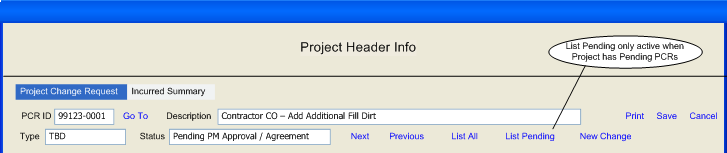 Project Header Info
List Pending only active when
Project has Pending PCRs
Project Change Request Incurred Summary
PCR ID 99123-0001 Go To Description Contractor CO – Add Additional Fill Dirt Print Save Cancel
Type TBD Status Pending PM Approval / Agreement Next Previous List All List Pending New Change